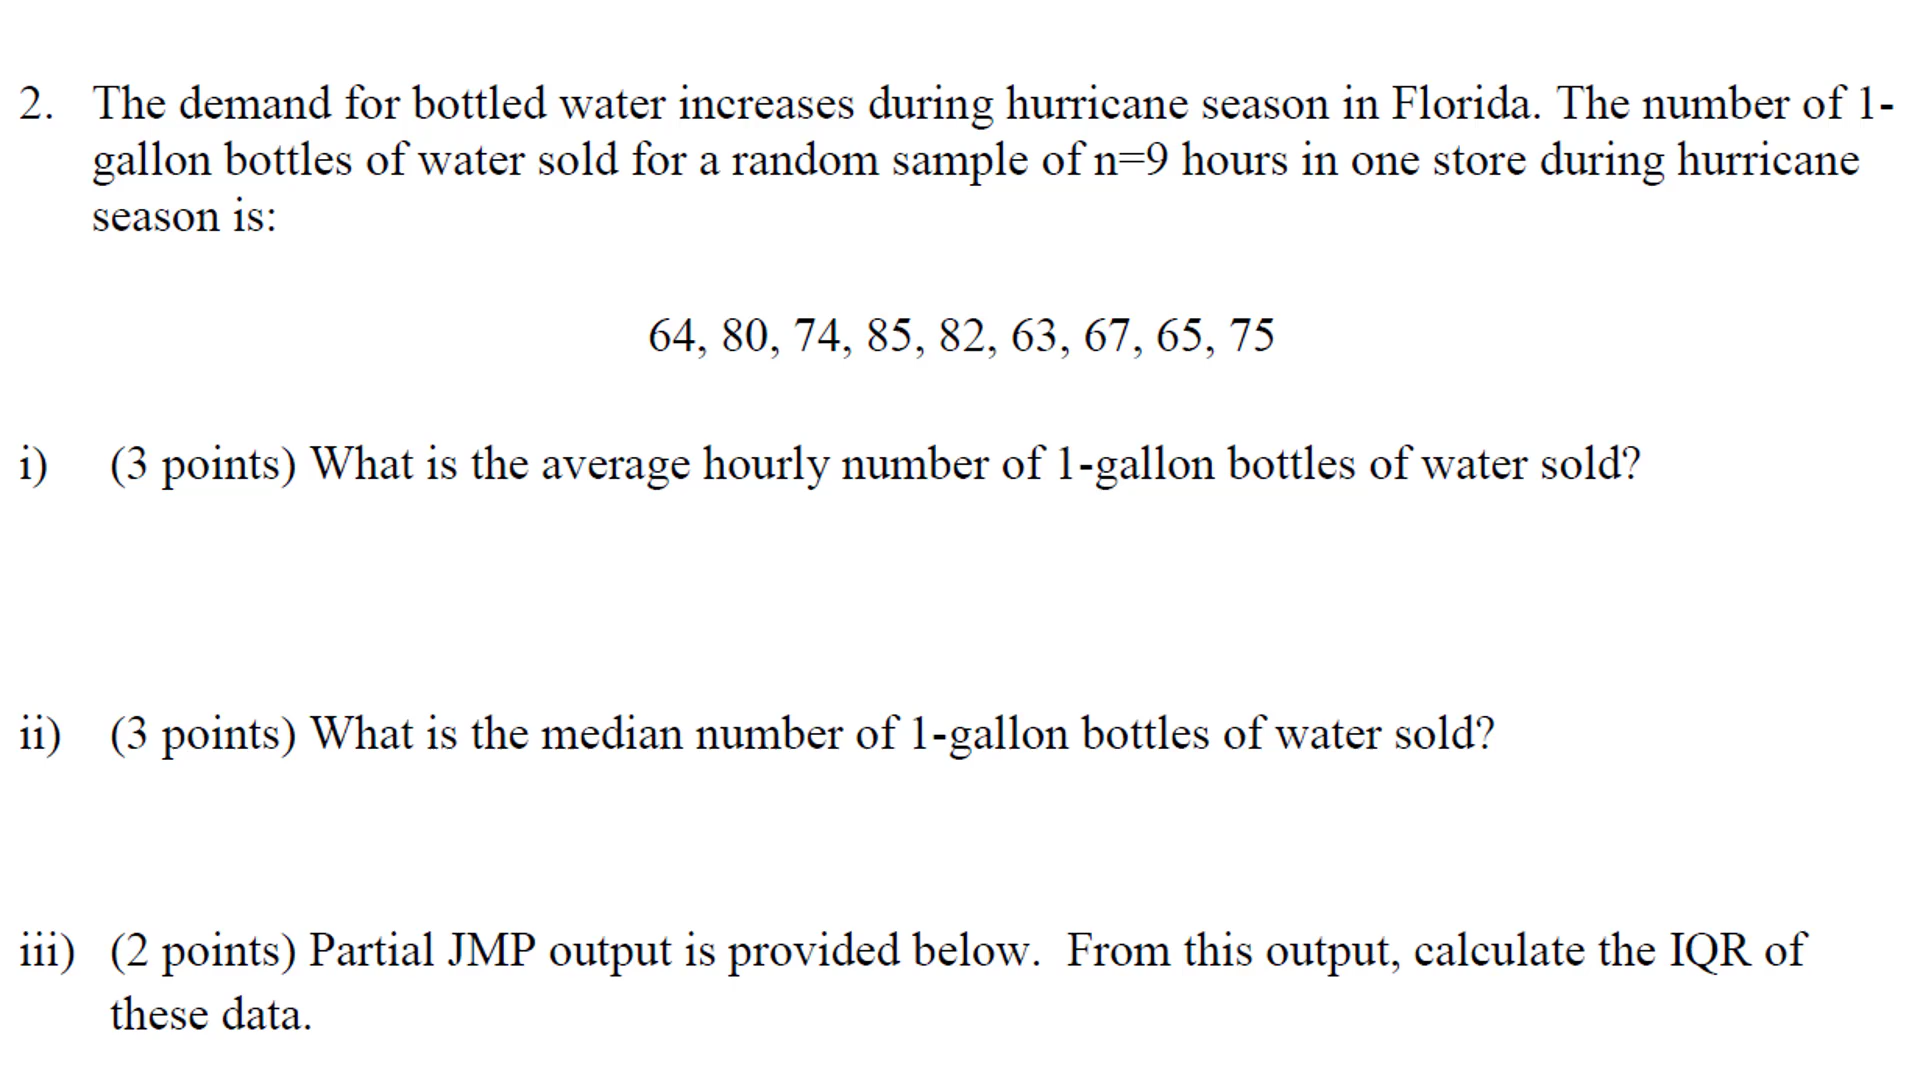 2. The demand for bottled water increases during hurricane season in Florida. The number of 1-
gallon bottles of water sold for a random sample of n=9 hours in one store during hurricane
season is:
64, 80, 74, 85, 82, 63, 67, 65, 75
i) (3 points) What is the average hourly number of 1-gallon bottles of water sold?
ii) (3 points) What is the median number of 1-gallon bottles of water sold?
iii) (2 points) Partial JMP output is provided below.  From this output, calculate the IQR of
these data.